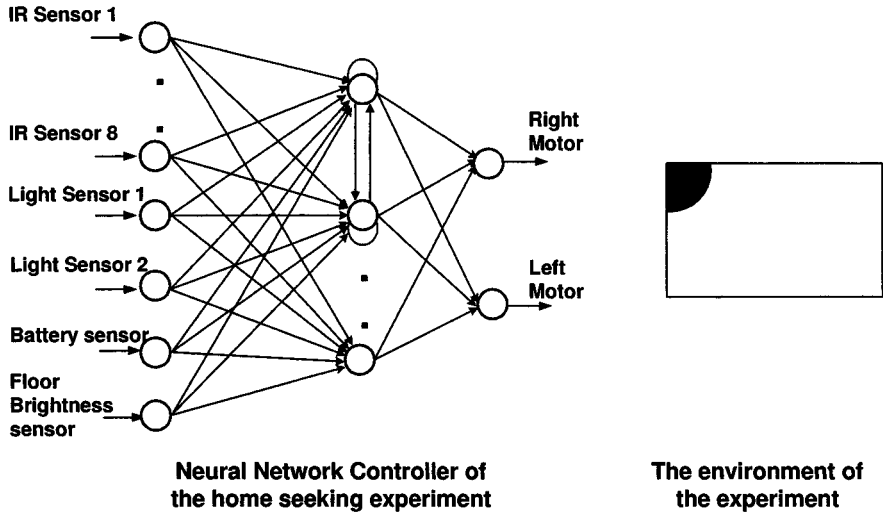 IR Sensor 1
IR Sensor 8
Light Sensor 1
Light Sensor 2
Battery sensor
Floor
Brightness
sensor
Right
Motor
Left
Motor
Neural Network Controller of
the home seeking experiment
The environment of
the experiment